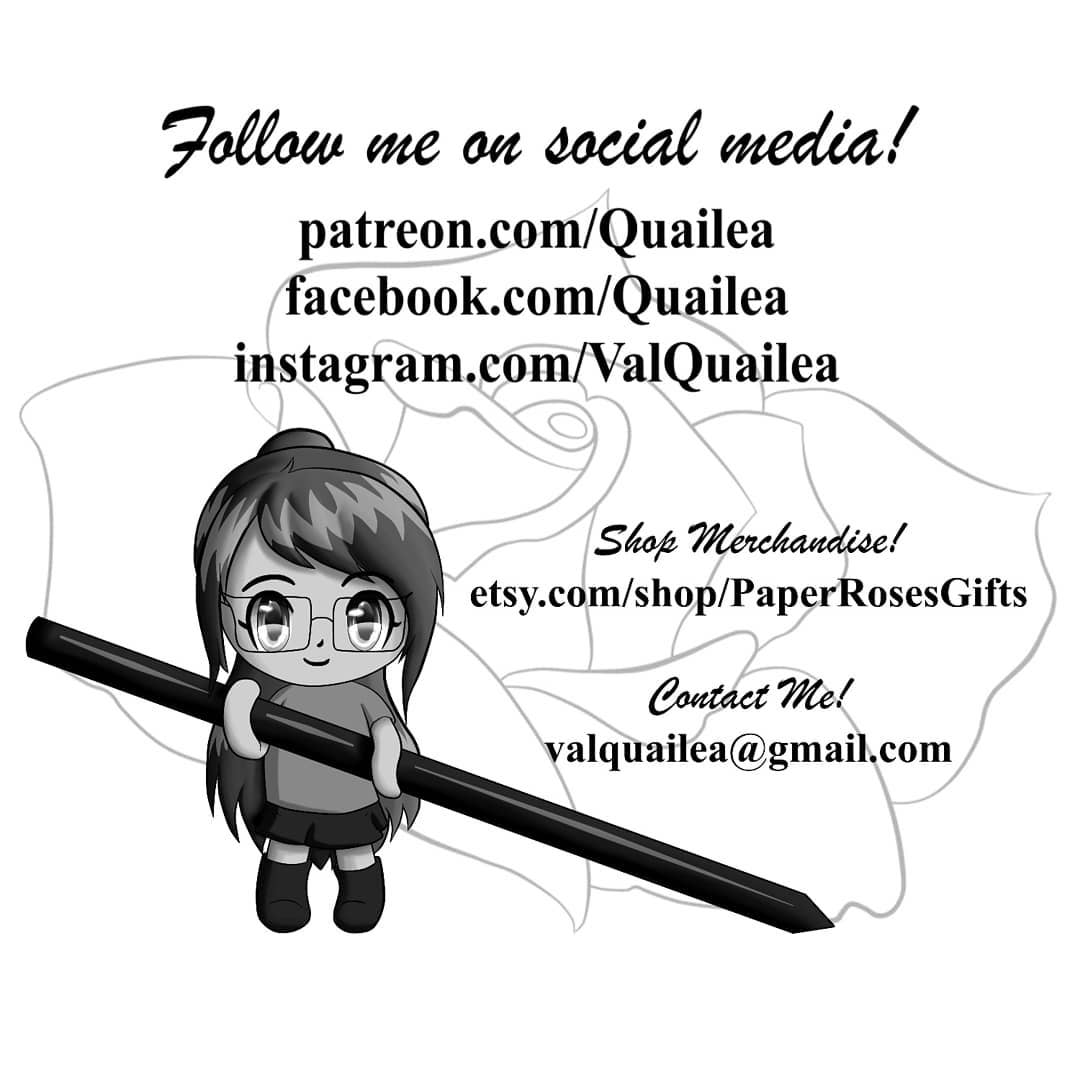 Follow me on social media!
patreon.com/Quailea
facebook.com/Quailea
instagram.com/ValQuailea
Shop Merchandise!
etsy.com/shop/PaperRosesGifts
Contact Me!
valquailea@gmail.com